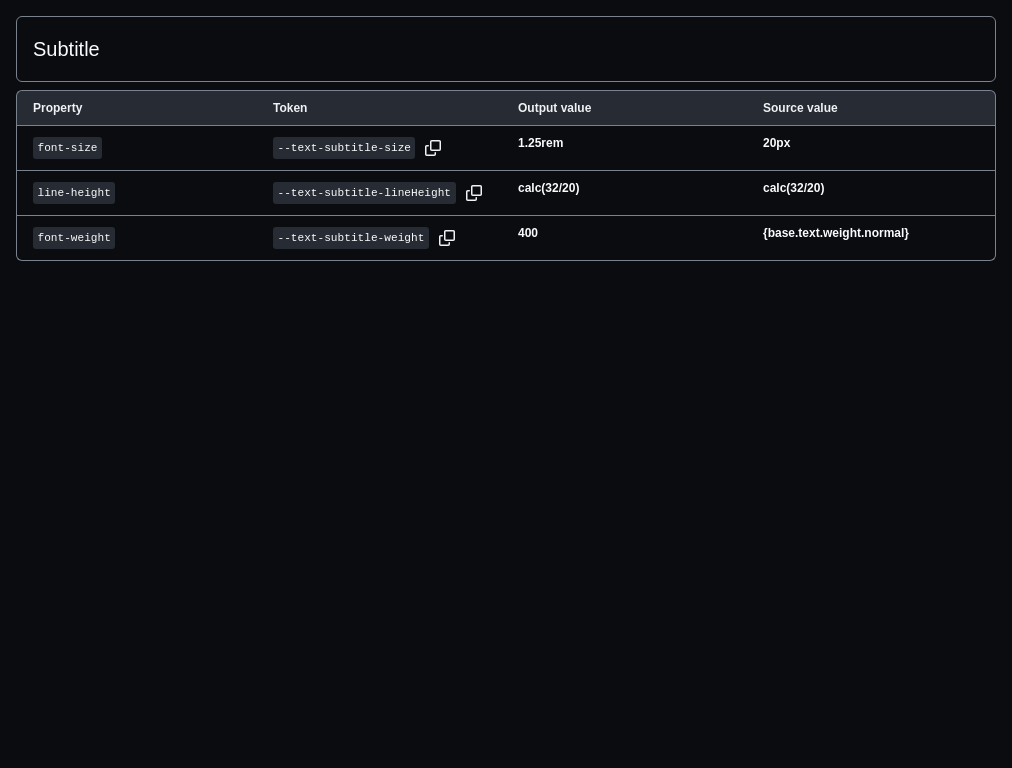 Subtitle
Property Token Output value Source value
font-size --text-subtitle-size 1.25rem 20px
line-height --text-subtitle-lineHeight calc(32/20) calc(32/20)
font-weight --text-subtitle-weight 400 {base.text.weight.normal}